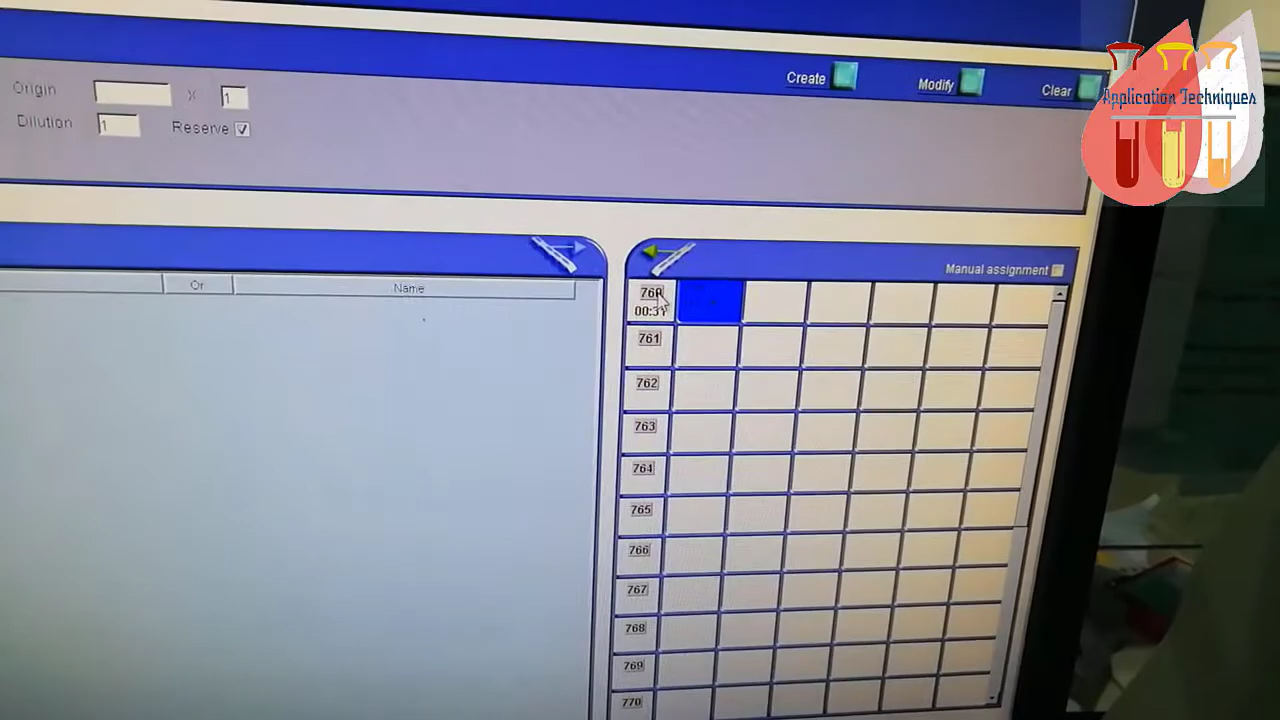 Create
Modify
Clear
Application Techniques
Origin
x
1
Dilution
1
Reserve
Manual assignment
Or
Name
760
761
762
763
764
765
766
767
768
769
770